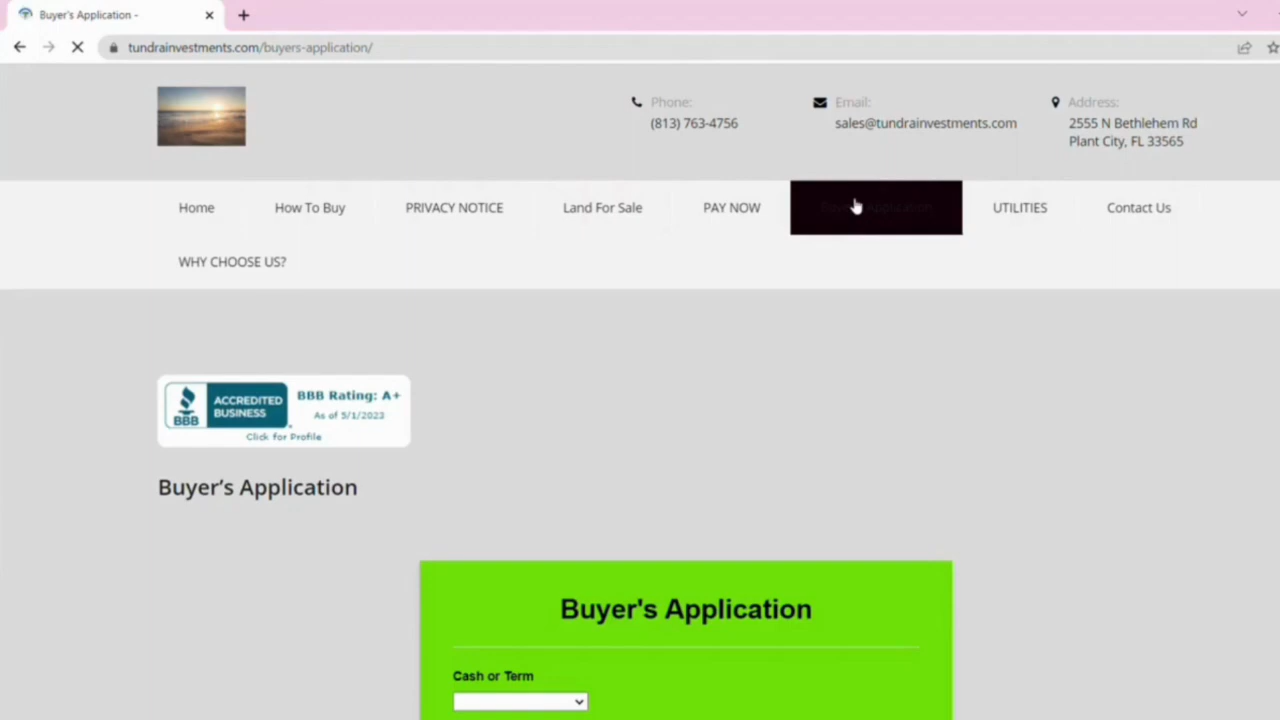 Buyer's Application -
tundrainvestments.com/buyers-application/
Phone:
(813) 763-4756
Email:
sales@tundrainvestments.com
Address:
2555 N Bethlehem Rd
Plant City, FL 33565
Home
How To Buy
PRIVACY NOTICE
Land For Sale
PAY NOW
UTILITIES
Contact Us
WHY CHOOSE US?
BBB
ACCREDITED
BUSINESS
BBB Rating: A+
As of 5/1/2023
Click for Profile
Buyer’s Application
Buyer's Application
Cash or Term